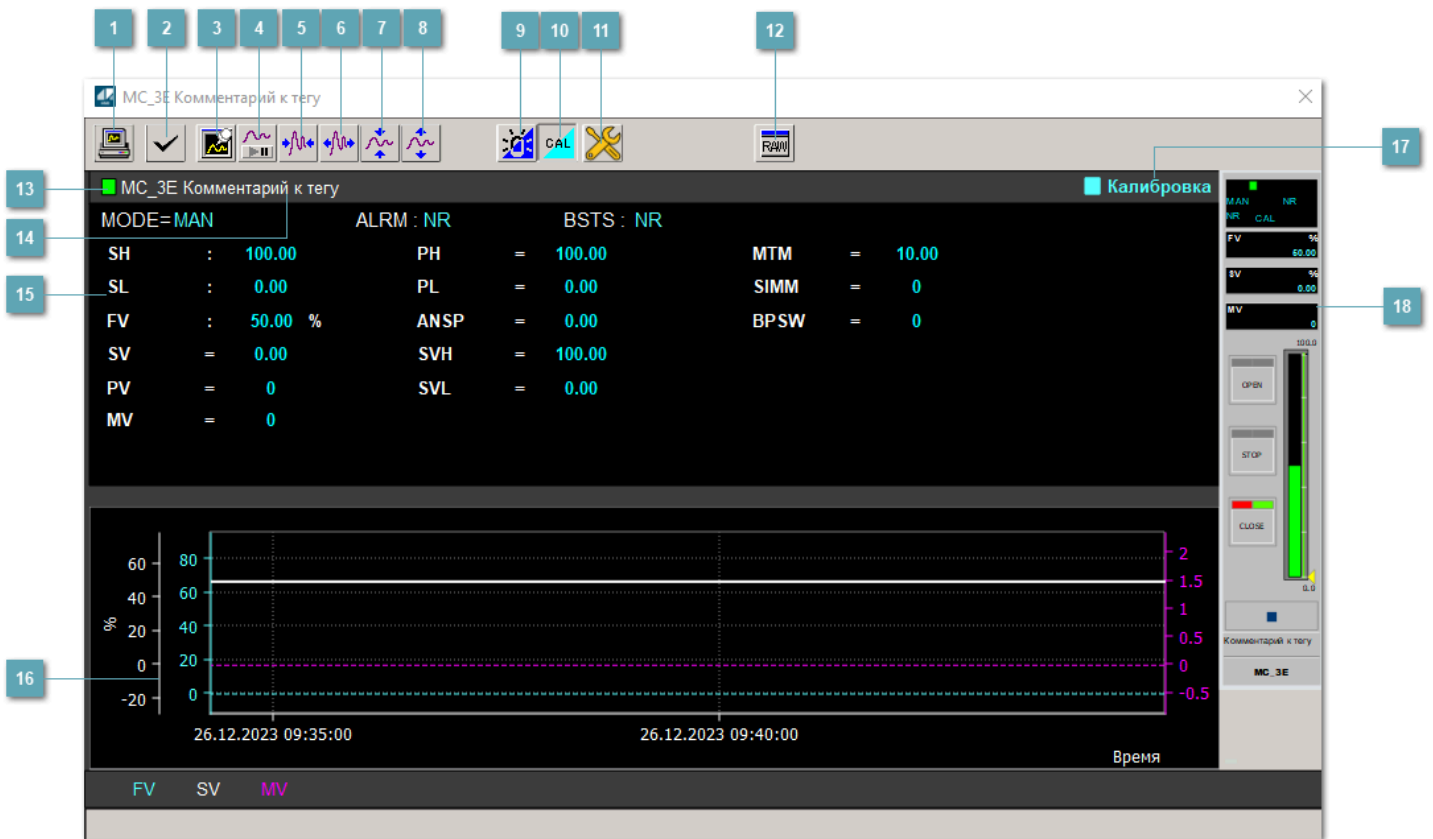 1 2 3 4 5 6 7 8 9 10 11 12
MC_3E Комментарий к тегу
CAL RAW
17
13
MC_3E Комментарий к тегу Калибровка
14
MODE=MAN ALRM : NR BSTS : NR
SH : 100.00 PH = 100.00 MTM = 10.00
15
SL : 0.00 PL = 0.00 SIMM = 0
FV : 50.00 % ANSP = 0.00 BPSW = 0
SV = 0.00 SVH = 100.00
PV = 0 SVL = 0.00
MV = 0
MAN NR
NR CAL
FV %
50.00
SV %
0.00
18
MV
0
100.0
OPEN
STOP
CLOSE
0.0
Комментарий к тегу
MC_3E
16
%
60
40
20
0
-20
80
60
40
20
0
2
1.5
1
0.5
0
-0.5
26.12.2023 09:35:00 26.12.2023 09:40:00
Время
FV SV MV